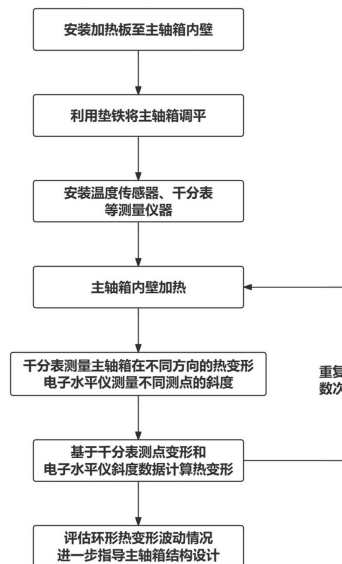 安装加热板至主轴箱内壁
利用垫铁将主轴箱调平
安装温度传感器、千分表
等测量仪器
主轴箱内壁加热
千分表测量主轴箱在不同方向的热变形
电子水平仪测量不同测点的斜度
重复
数次
基于千分表测点变形和
电子水平仪斜度数据计算热变形
评估环形热变形波动情况
进一步指导主轴箱结构设计